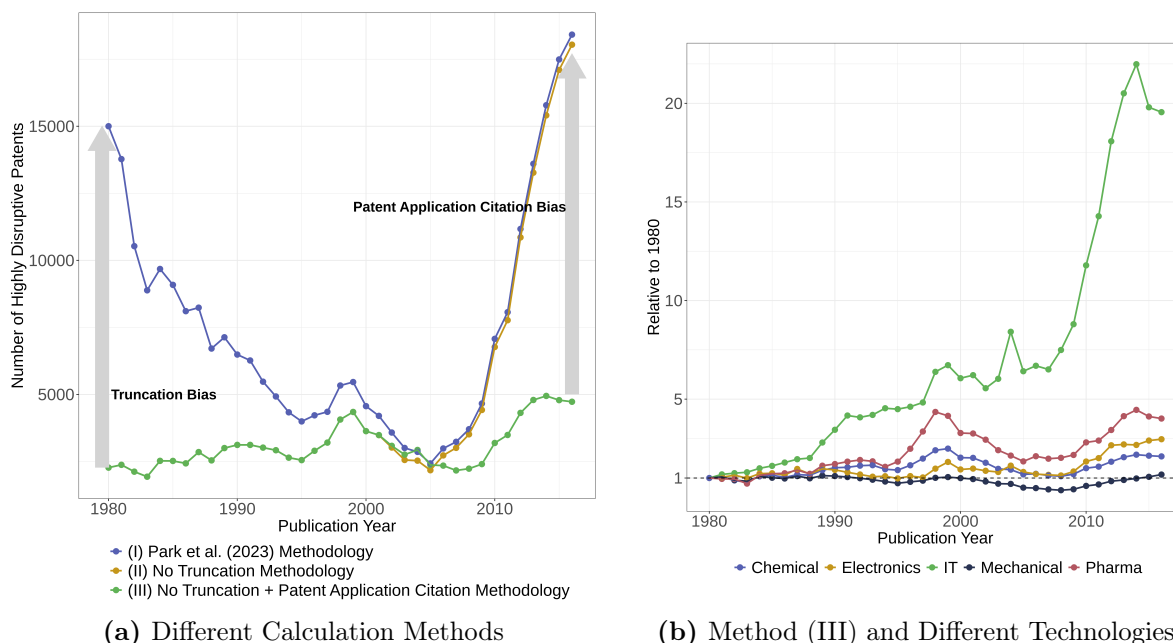 Number of Highly Disruptive Patents
15000
10000
5000
Patent Application Citation Bias
Truncation Bias
1980
1990
2000
2010
Publication Year
(I) Park et al. (2023) Methodology
(II) No Truncation Methodology
(III) No Truncation + Patent Application Citation Methodology
(a) Different Calculation Methods
Relative to 1980
20
15
10
5
1
1980
1990
2000
2010
Publication Year
Chemical Electronics IT Mechanical Pharma
(b) Method (III) and Different Technologies